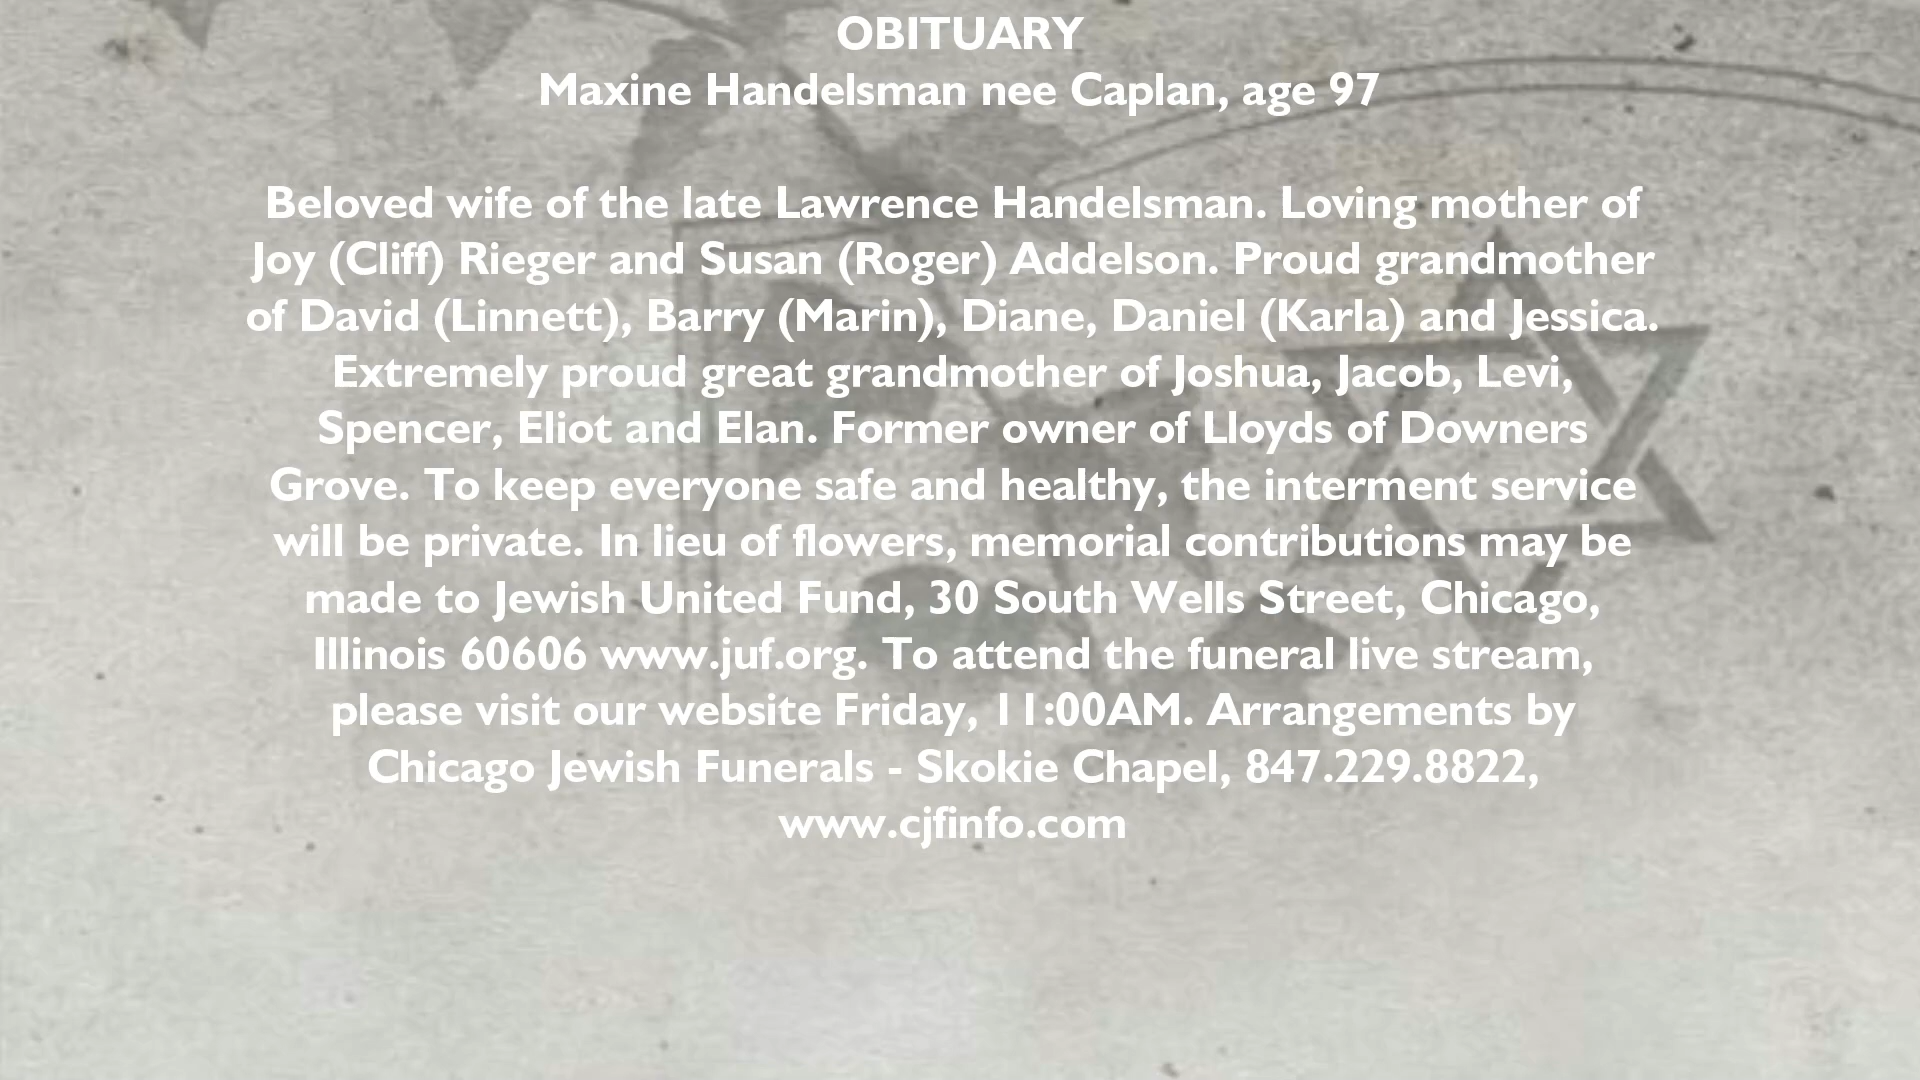 OBITUARY
Maxine Handelsman nee Caplan, age 97
Beloved wife of the late Lawrence Handelsman. Loving mother of
Joy (Cliff) Rieger and Susan (Roger) Addelson. Proud grandmother
of David (Linnett), Barry (Marin), Diane, Daniel (Karla) and Jessica.
Extremely proud great grandmother of Joshua, Jacob, Levi,
Spencer, Eliot and Elan. Former owner of Lloyds of Downers
Grove. To keep everyone safe and healthy, the interment service
will be private. In lieu of flowers, memorial contributions may be
made to Jewish United Fund, 30 South Wells Street, Chicago,
Illinois 60606 www.juf.org. To attend the funeral live stream,
please visit our website Friday, 11:00AM. Arrangements by
Chicago Jewish Funerals - Skokie Chapel, 847.229.8822,
www.cjfinfo.com